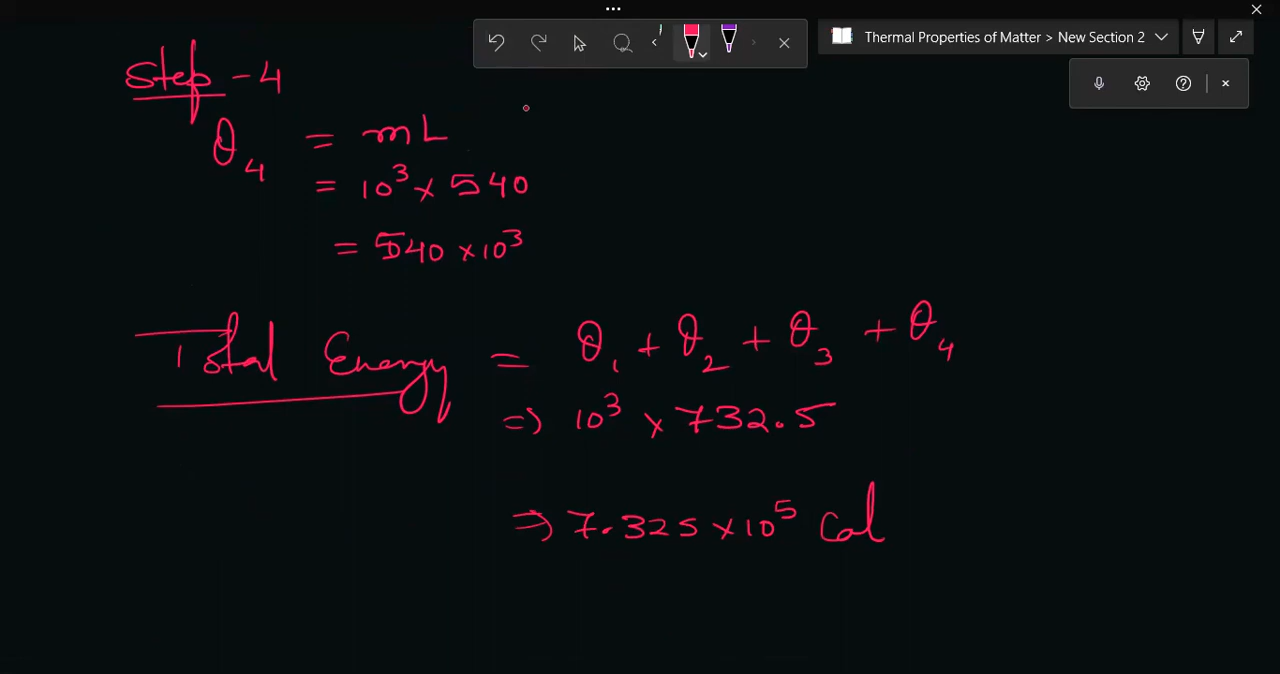 Thermal Properties of Matter > New Section 2
Step - 4
Q₄ = mL
= 10³ × 540
= 540 × 10³
Total Energy = Q₁ + Q₂ + Q₃ + Q₄
⇒ 10³ × 732.5
⇒ 7.325 × 10⁵ Cal